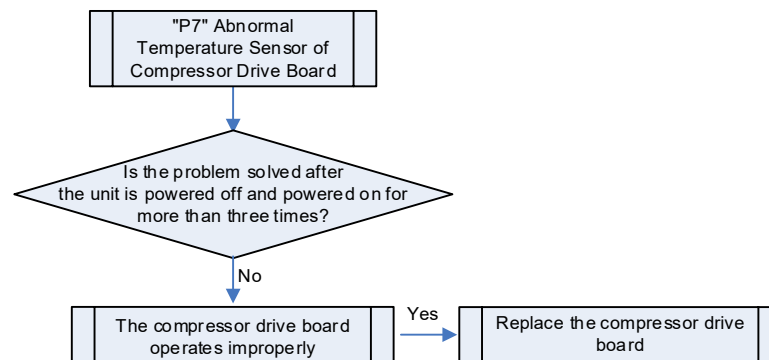 "P7" Abnormal
Temperature Sensor of
Compressor Drive Board
Is the problem solved after
the unit is powered off and powered on for
more than three times?
No
The compressor drive board
operates improperly
Yes
Replace the compressor drive
board